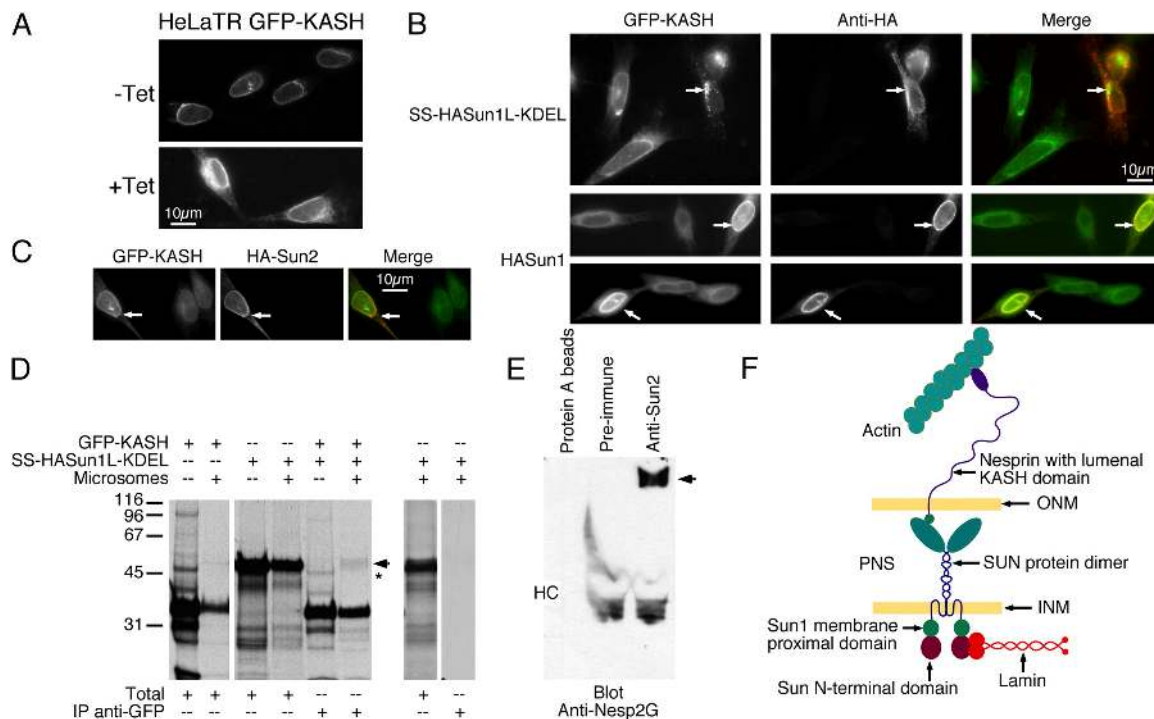 A
HeLaTR GFP-KASH
-Tet
+Tet
10µm
B
GFP-KASH Anti-HA Merge
SS-HASun1L-KDEL
10µm
HASun1
C
GFP-KASH HA-Sun2 Merge
10µm
D
GFP-KASH + + -- -- + + -- --
SS-HASun1L-KDEL -- -- + + + + + +
Microsomes -- + -- + -- + + +
116
96
67
45
31
*
Total + + + + -- -- + --
IP anti-GFP -- -- -- -- + + -- +
E
Protein A beads
Pre-immune
Anti-Sun2
HC
Blot
Anti-Nesp2G
F
Actin
Nesprin with lumenal
KASH domain
ONM
PNS
SUN protein dimer
INM
Sun1 membrane
proximal domain
Sun N-terminal domain
Lamin